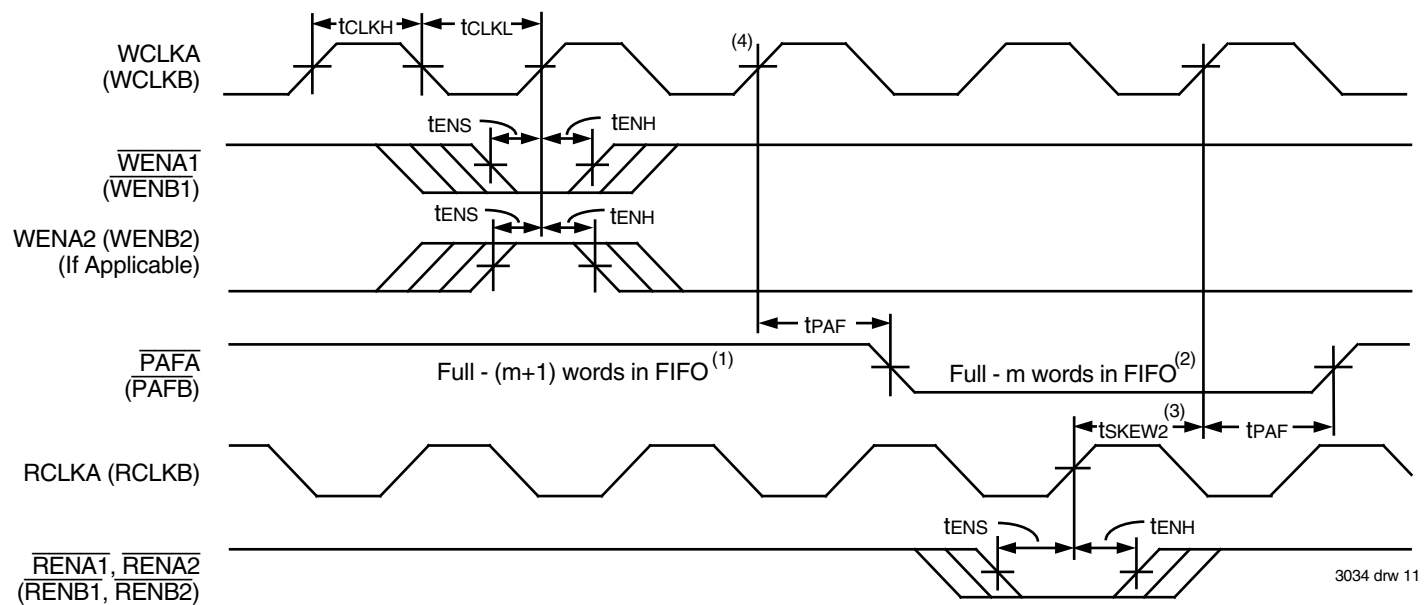 tCLKH
tCLKL
WCLKA
(WCLKB)
(4)
tENS
tENH
WENA1
(WENB1)
tENS
tENH
WENA2 (WENB2)
(If Applicable)
tPAF
PAFA
(PAFB)
Full - (m+1) words in FIFO(1)
Full - m words in FIFO(2)
(3)
tSKEW2
tPAF
RCLKA (RCLKB)
tENS
tENH
RENA1, RENA2
(RENB1, RENB2)
3034 drw 11